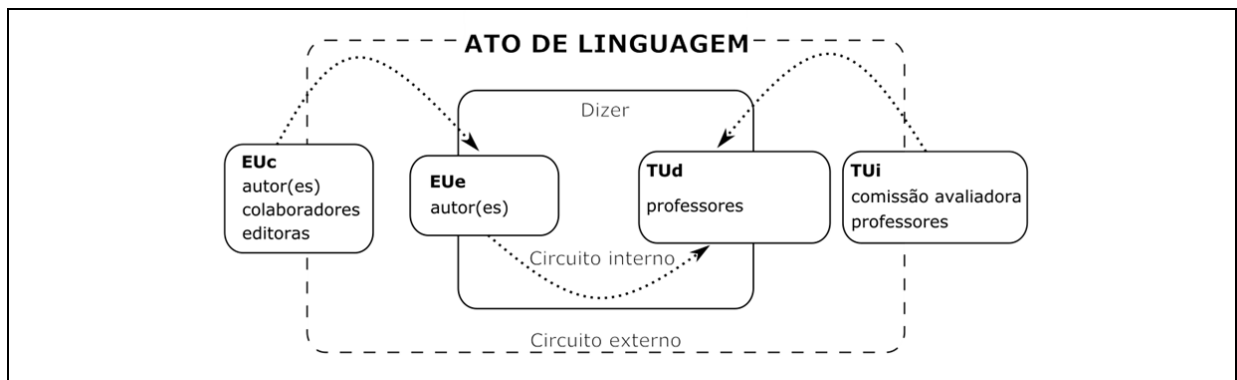 ATO DE LINGUAGEM
Dizer
EUc
autor(es)
colaboradores
editoras
EUe
autor(es)
TUd
professores
TUi
comissão avaliadora
professores
Circuito interno
Circuito externo